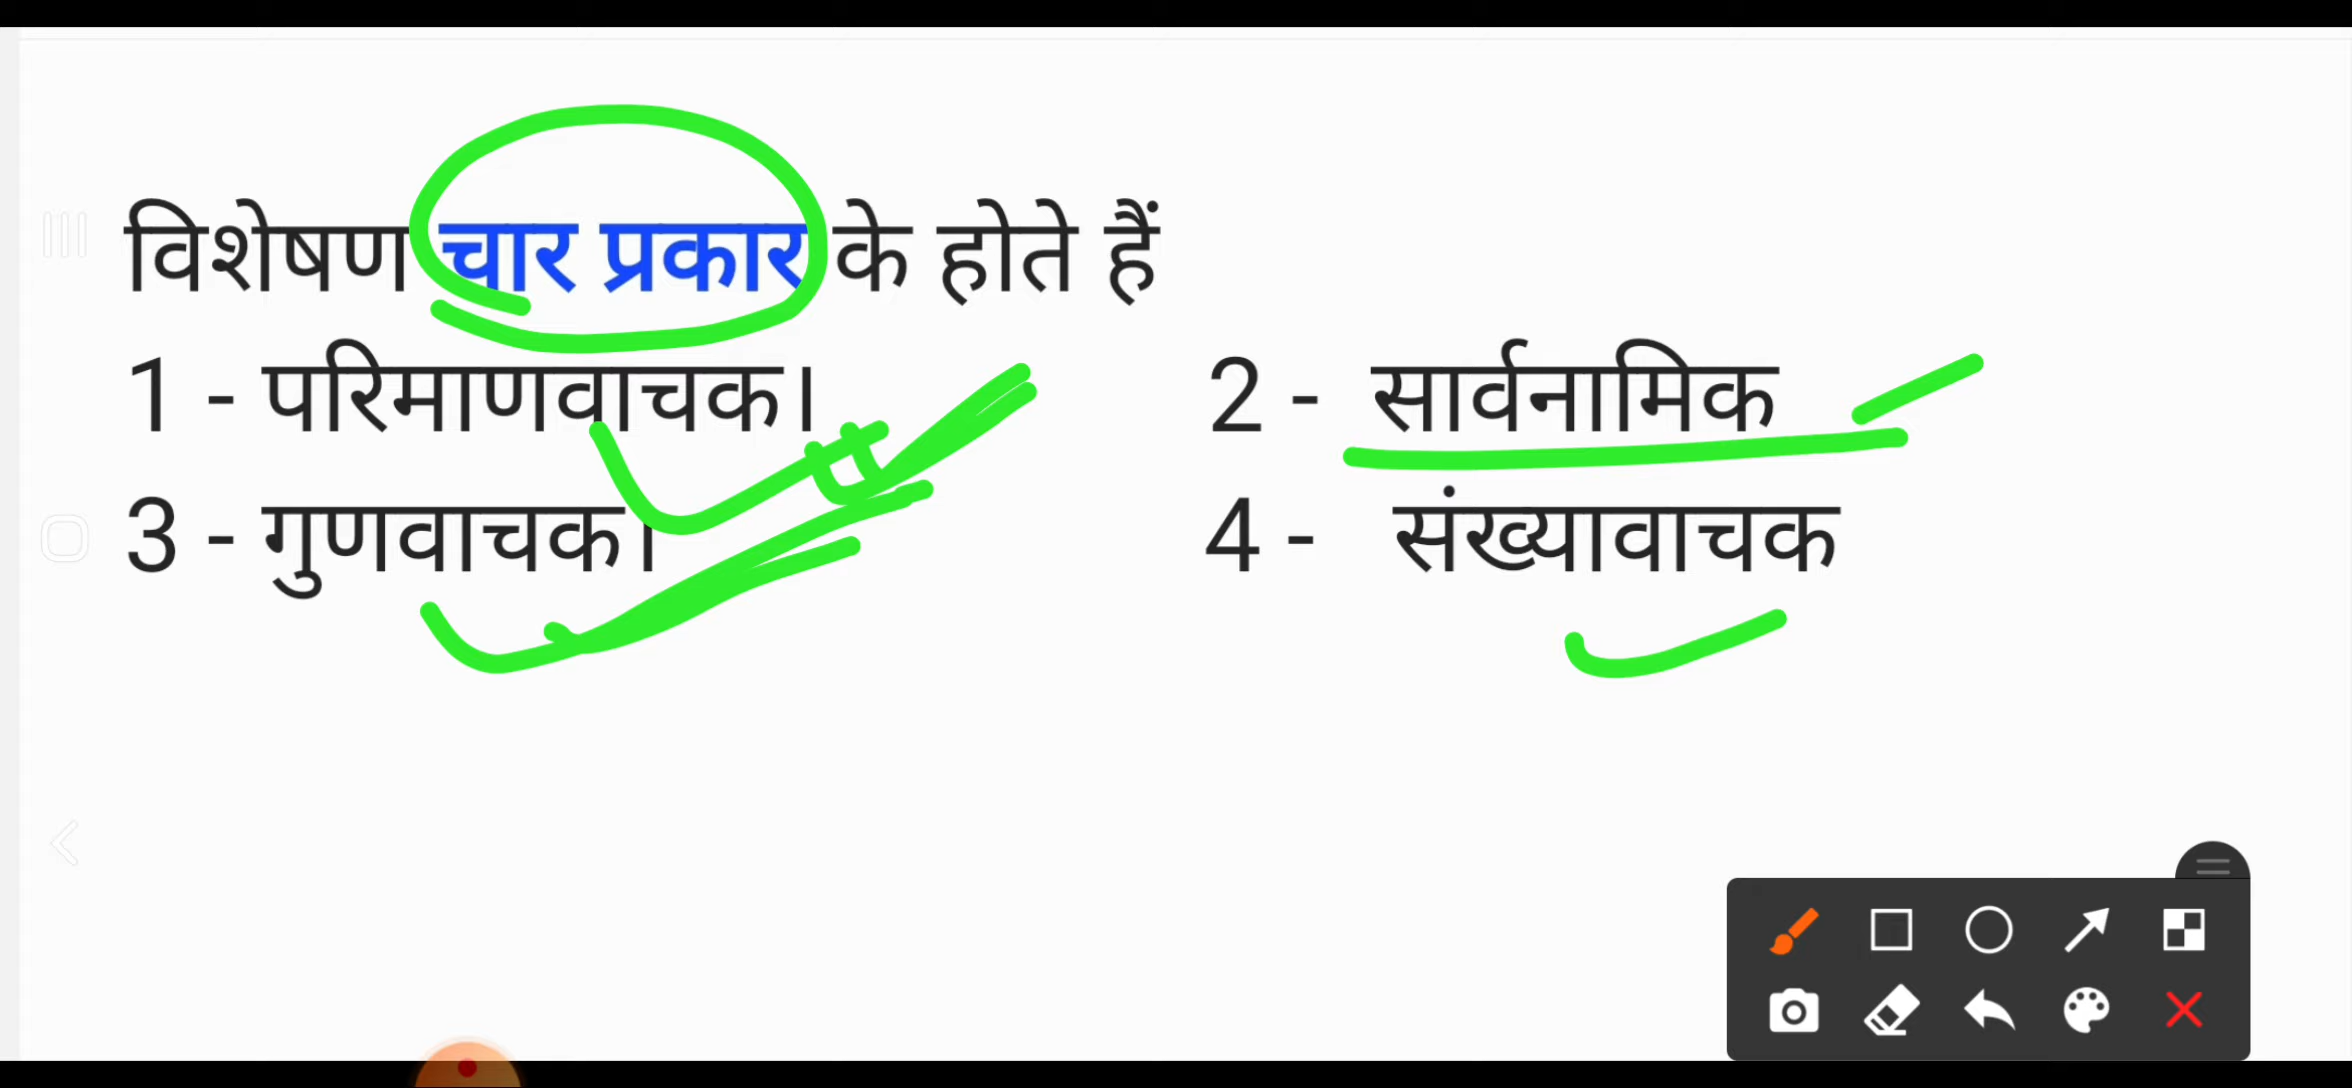 विशेषण चार प्रकार के होते हैं
1 - परिमाणवाचक। 2 - सार्वनामिक
3 - गुणवाचक। 4 - संख्यावाचक